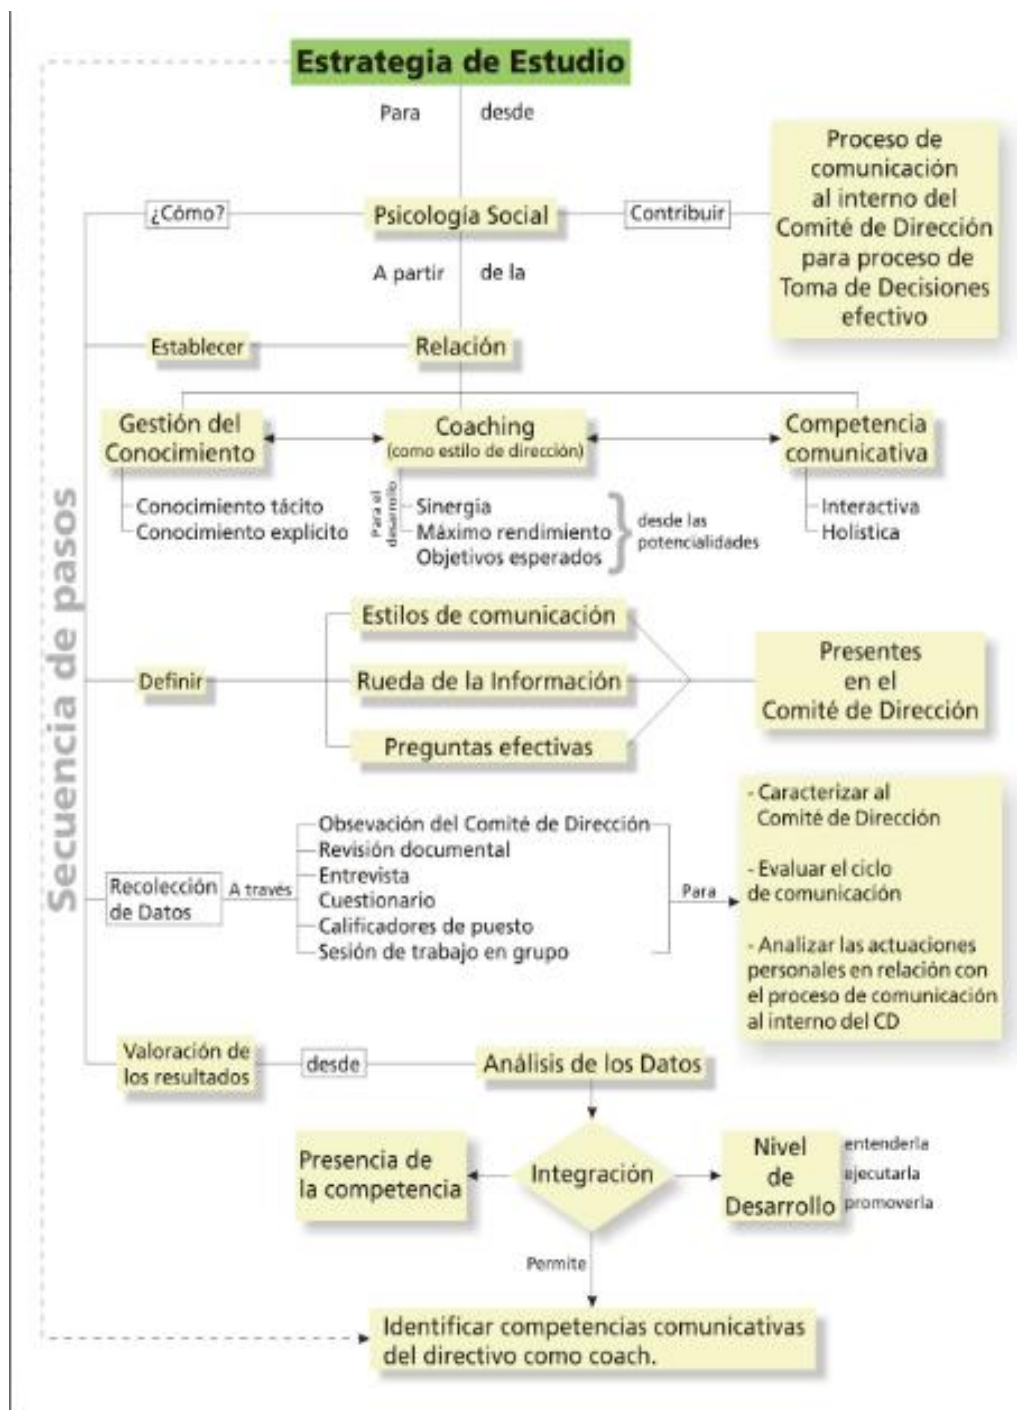 Estrategia de Estudio
Para desde
Proceso de
comunicación
al interno del
Comité de Dirección
para proceso de
Toma de Decisiones
efectivo
¿Cómo?
Psicología Social
Contribuir
A partir de la
Establecer
Relación
Gestión del
Conocimiento
Coaching
(como estilo de dirección)
Competencia
comunicativa
Conocimiento tácito
Conocimiento explícito
Para el
desarrollo
Sinergia
Máximo rendimiento
Objetivos esperados
desde las
potencialidades
Interactiva
Holística
Secuencia de pasos
Definir
Estilos de comunicación
Rueda de la Información
Preguntas efectivas
Presentes
en el
Comité de Dirección
Recolección
de Datos
A través
Obsevación del Comité de Dirección
Revisión documental
Entrevista
Cuestionario
Calificadores de puesto
Sesión de trabajo en grupo
Para
- Caracterizar al
Comité de Dirección
- Evaluar el ciclo
de comunicación
- Analizar las actuaciones
personales en relación con
el proceso de comunicación
al interno del CD
Valoración de
los resultados
desde
Análisis de los Datos
Presencia de
la competencia
Integración
Nivel
de
Desarrollo
entenderla
ejecutarla
promoverla
Permite
Identificar competencias comunicativas
del directivo como coach.